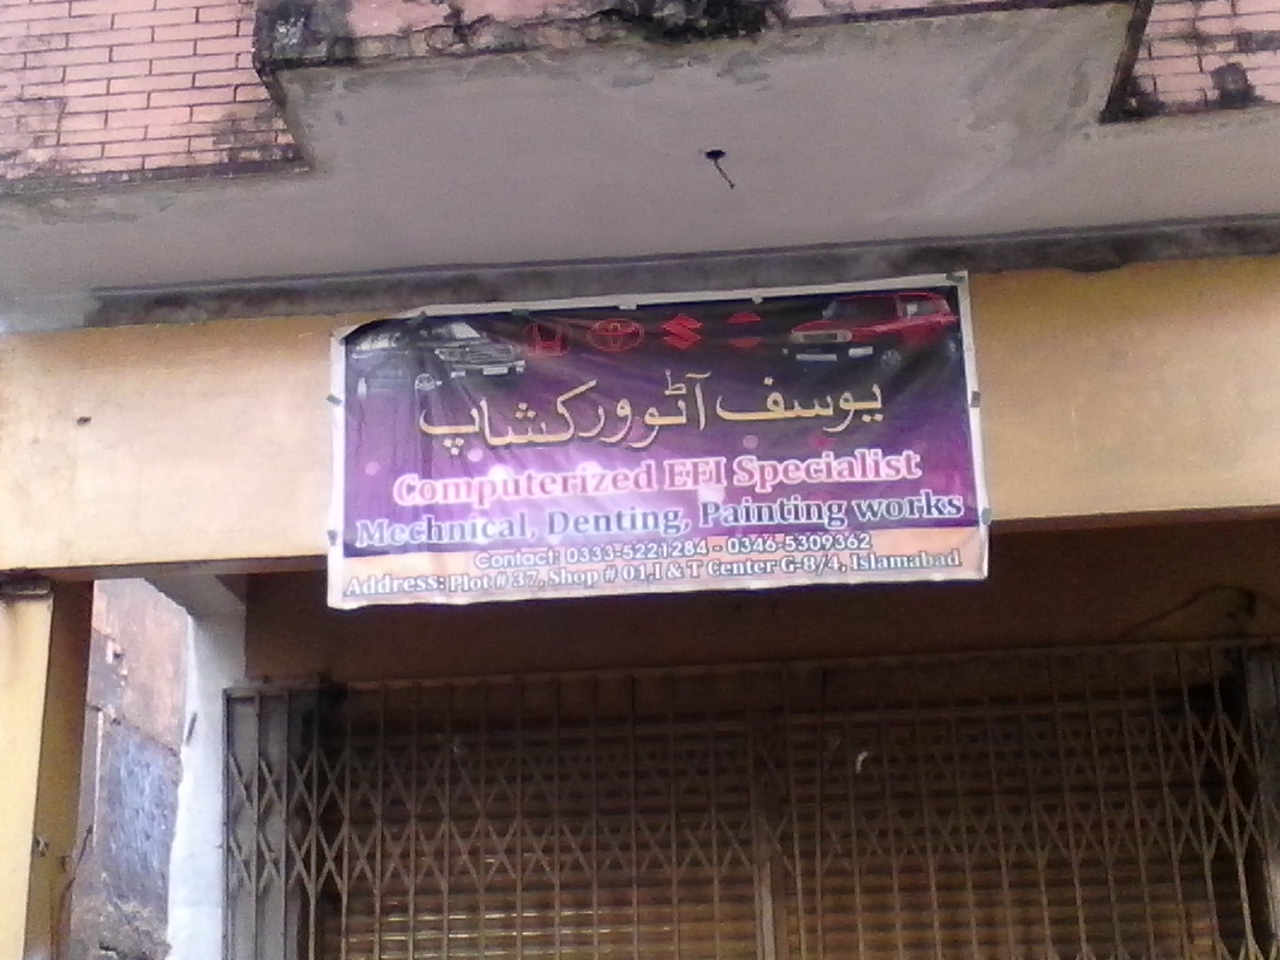 یوسف آٹو ورکشاپ
Computerized EFI Specialist
Mechnical, Denting, Painting works
Contact: 0333-5221284 - 0346-5309362
Address: Plot # 37, Shop # 01,I & T Center G-8/4, Islamabad